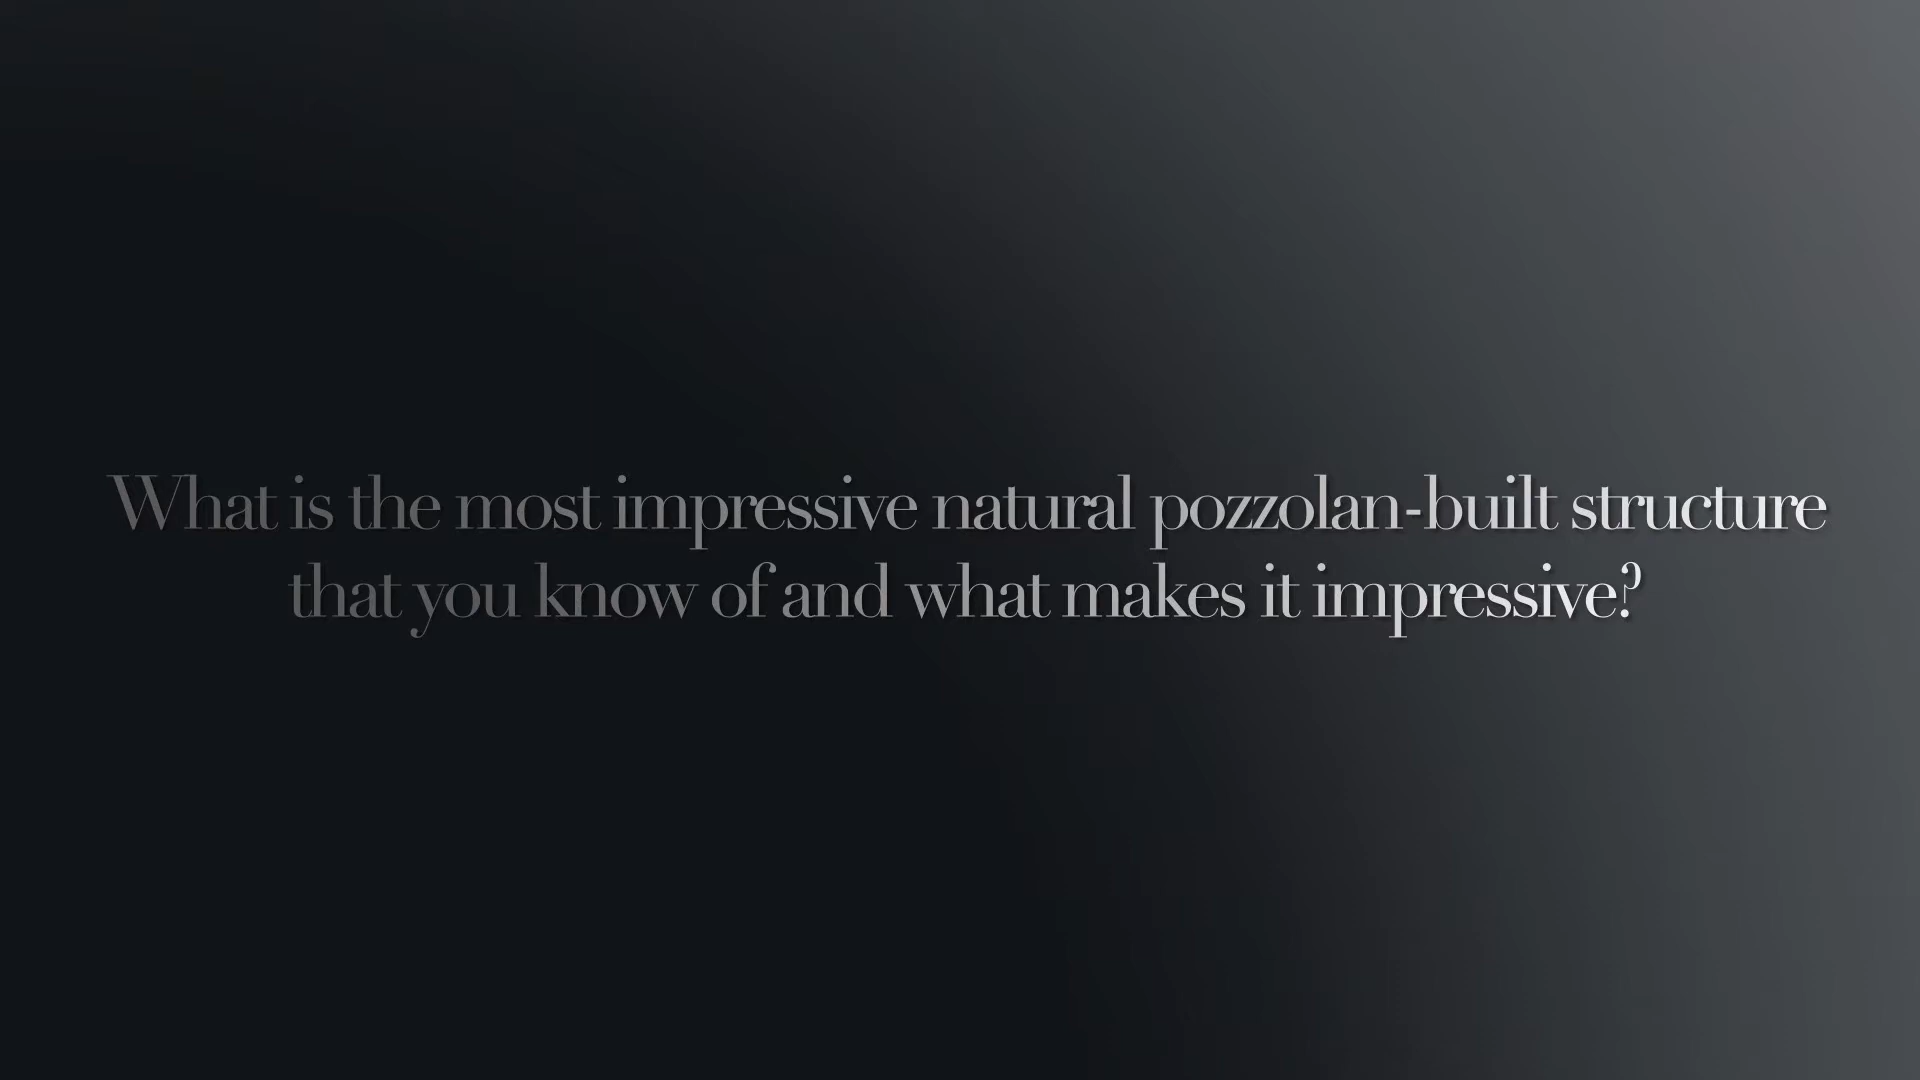 What is the most impressive natural pozzolan-built structure
that you know of and what makes it impressive?